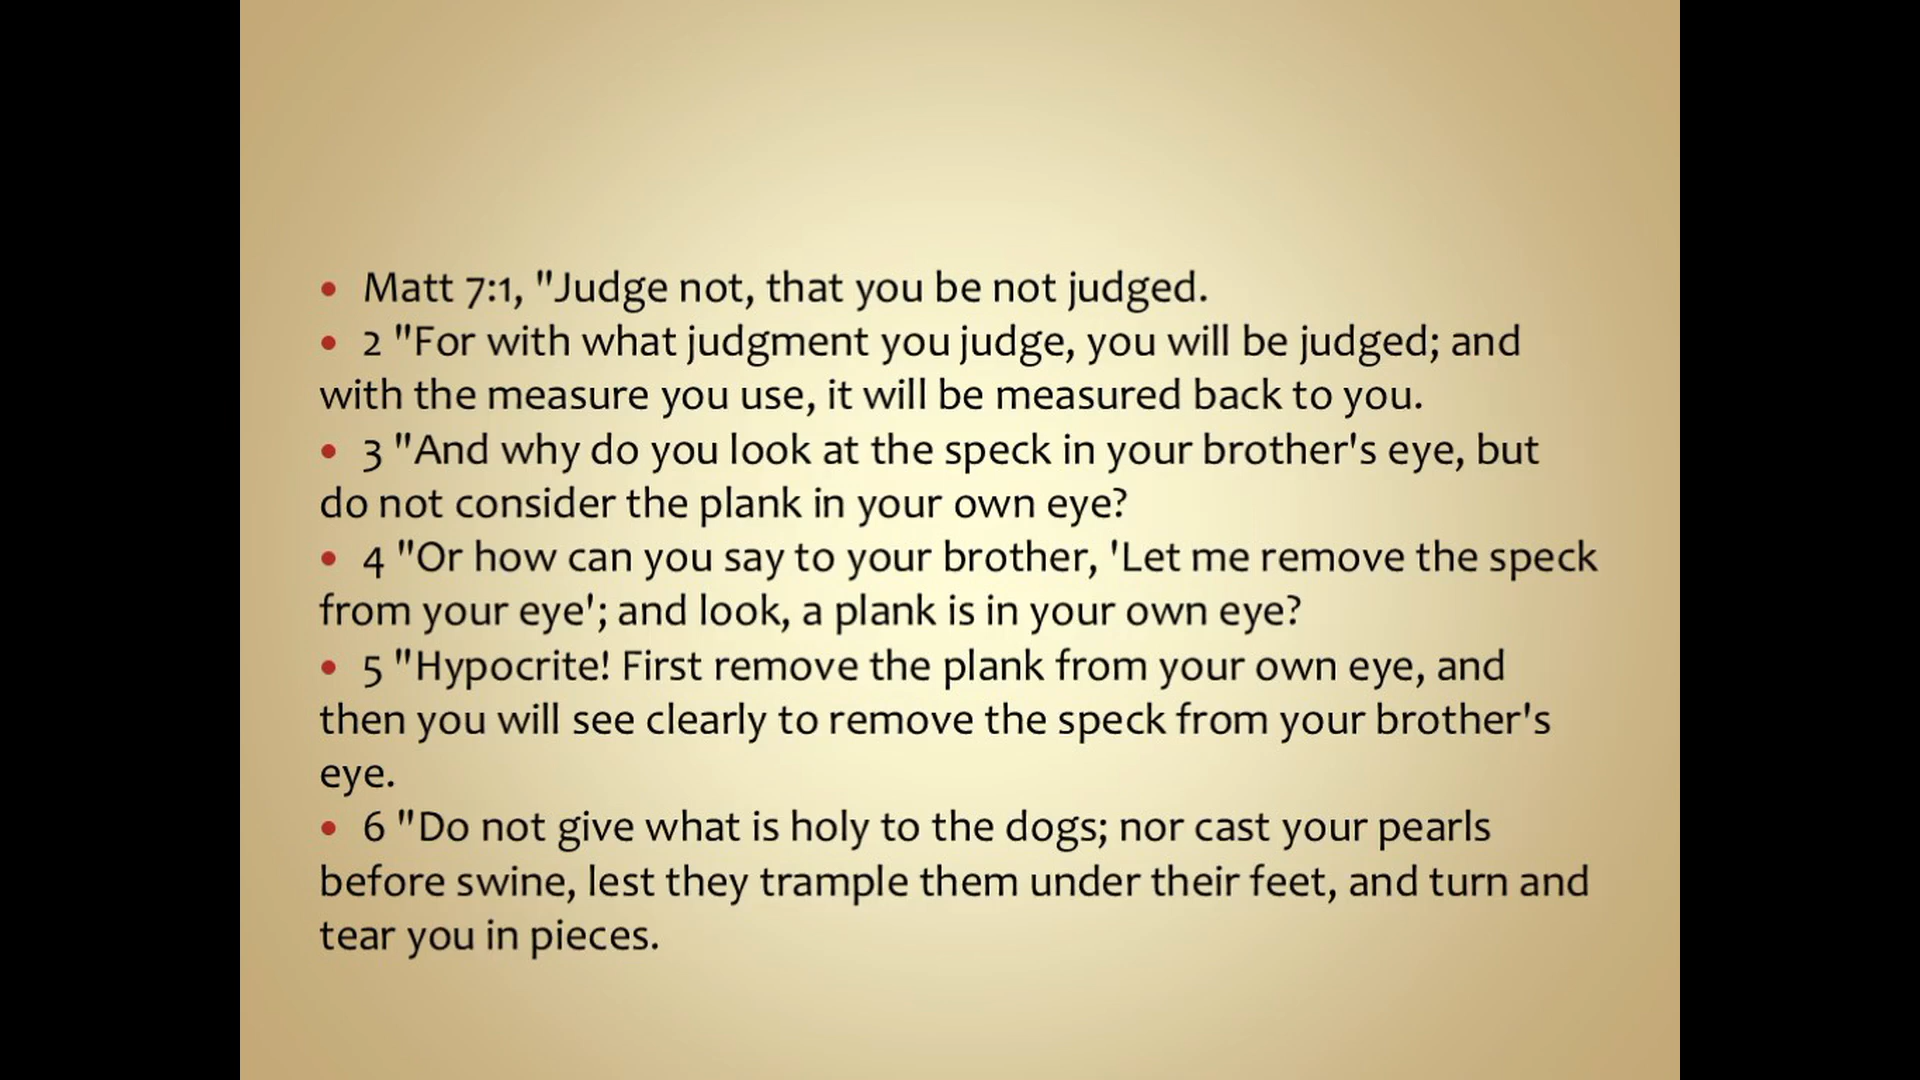 • Matt 7:1, "Judge not, that you be not judged.
• 2 "For with what judgment you judge, you will be judged; and
with the measure you use, it will be measured back to you.
• 3 "And why do you look at the speck in your brother's eye, but
do not consider the plank in your own eye?
• 4 "Or how can you say to your brother, 'Let me remove the speck
from your eye'; and look, a plank is in your own eye?
• 5 "Hypocrite! First remove the plank from your own eye, and
then you will see clearly to remove the speck from your brother's
eye.
• 6 "Do not give what is holy to the dogs; nor cast your pearls
before swine, lest they trample them under their feet, and turn and
tear you in pieces.